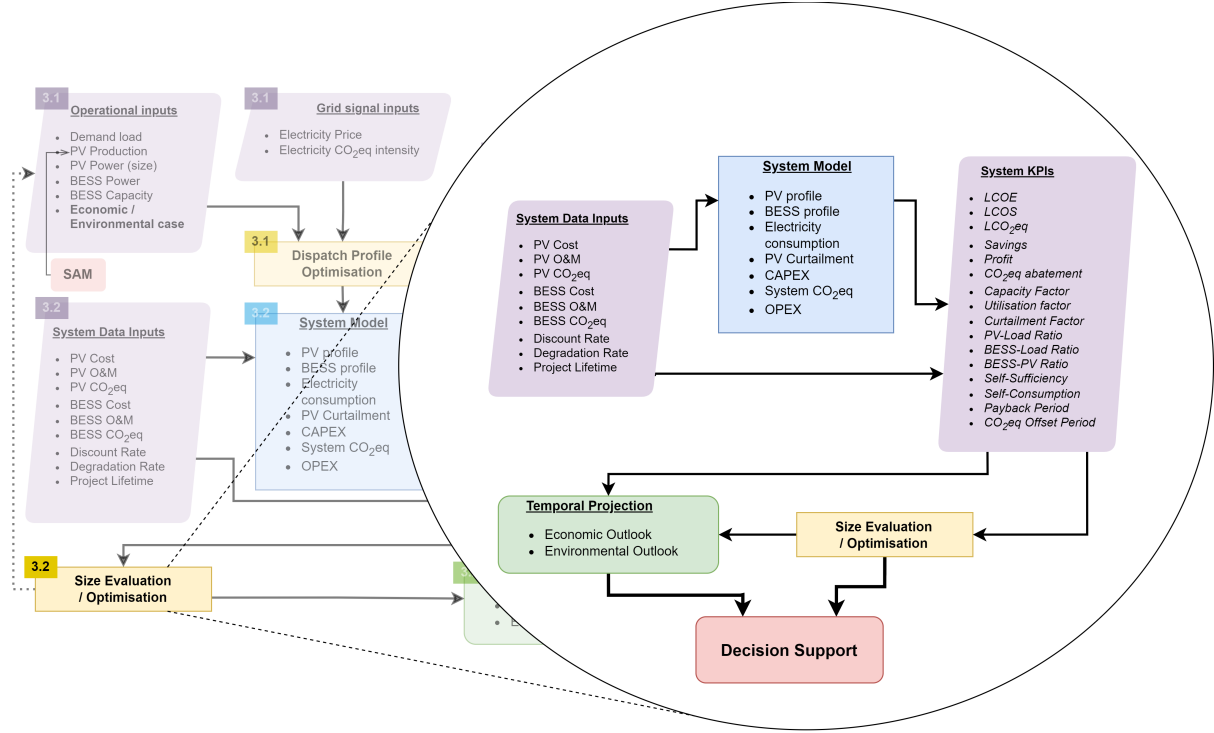 3.1
Operational inputs
• Demand load
• PV Production
• PV Power (size)
• BESS Power
• BESS Capacity
• Economic /
Environmental case
SAM
3.1
Grid signal inputs
• Electricity Price
• Electricity CO2eq intensity
3.1
Dispatch Profile
Optimisation
3.2
System Data Inputs
• PV Cost
• PV O&M
• PV CO2eq
• BESS Cost
• BESS O&M
• BESS CO2eq
• Discount Rate
• Degradation Rate
• Project Lifetime
3.2
System Model
• PV profile
• BESS profile
• Electricity
consumption
• PV Curtailment
• CAPEX
• System CO2eq
• OPEX
3.2
Size Evaluation
/ Optimisation
System Data Inputs
• PV Cost
• PV O&M
• PV CO2eq
• BESS Cost
• BESS O&M
• BESS CO2eq
• Discount Rate
• Degradation Rate
• Project Lifetime
System Model
• PV profile
• BESS profile
• Electricity
consumption
• PV Curtailment
• CAPEX
• System CO2eq
• OPEX
System KPIs
• LCOE
• LCOS
• LCO2eq
• Savings
• Profit
• CO2eq abatement
• Capacity Factor
• Utilisation factor
• Curtailment Factor
• PV-Load Ratio
• BESS-Load Ratio
• BESS-PV Ratio
• Self-Sufficiency
• Self-Consumption
• Payback Period
• CO2eq Offset Period
Temporal Projection
• Economic Outlook
• Environmental Outlook
Size Evaluation
/ Optimisation
Decision Support